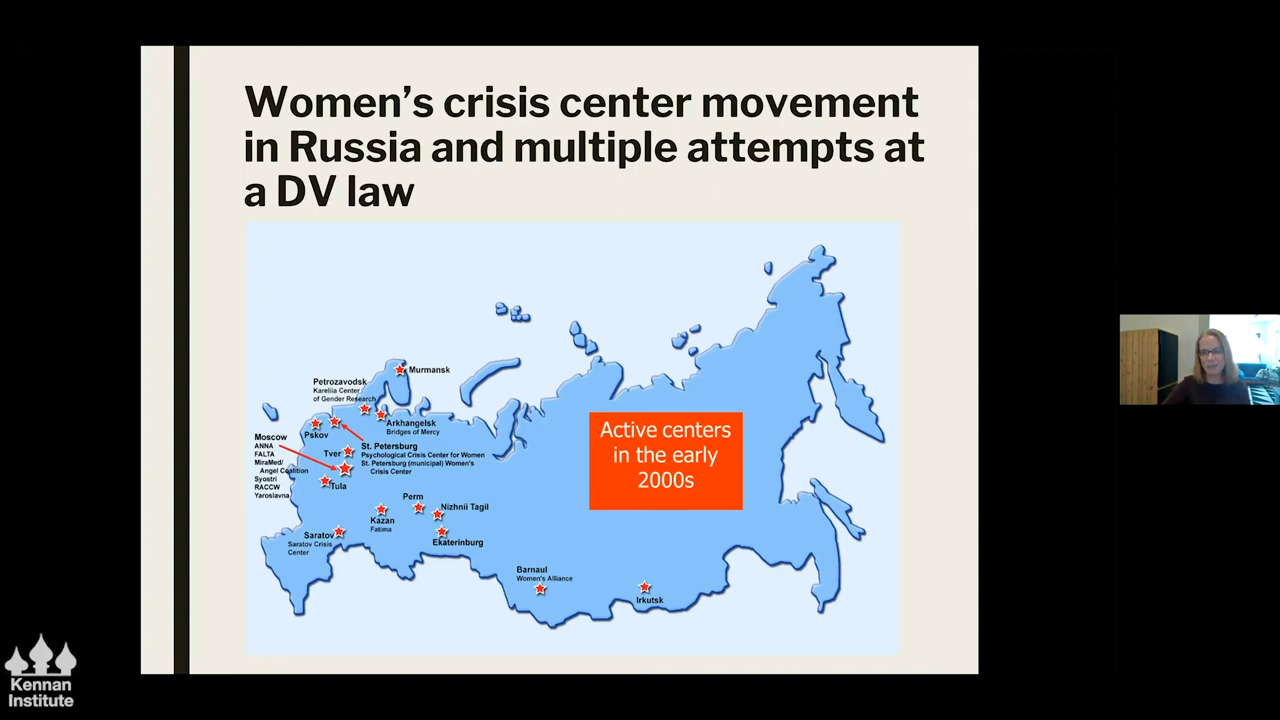 Women's crisis center movement
in Russia and multiple attempts at
a DV law
Murmansk
Petrozavodsk
Karelia Center
of Gender Research
Arkhangelsk
Bridges of Mercy
Pskov
Moscow
ANNA
FALTA
MiraMed/
Angel Coalition
Syostri
RACCW
Yaroslavna
Tver
St. Petersburg
Psychological Crisis Center for Women
St. Petersburg (municipal) Women's
Crisis Center
Tula
Perm
Nizhnii Tagil
Kazan
Fatima
Ekaterinburg
Saratov
Saratov Crisis
Center
Barnaul
Women's Alliance
Irkutsk
Active centers
in the early
2000s
Kennan
Institute